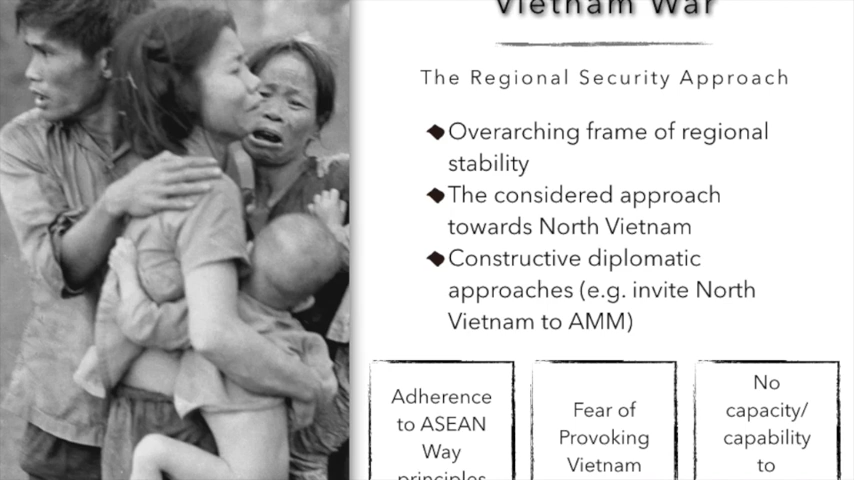 Vietnam War
The Regional Security Approach
Overarching frame of regional
stability
The considered approach
towards North Vietnam
Constructive diplomatic
approaches (e.g. invite North
Vietnam to AMM)
Adherence
to ASEAN
Way
principles
Fear of
Provoking
Vietnam
No
capacity/
capability
to